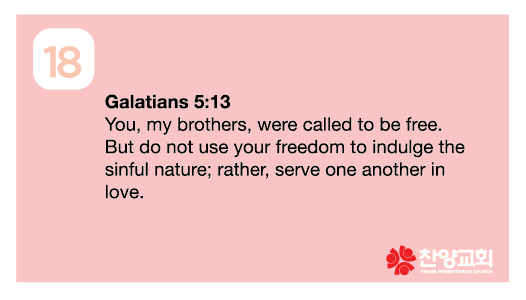 18
Galatians 5:13
You, my brothers, were called to be free.
But do not use your freedom to indulge the
sinful nature; rather, serve one another in
love.
찬양교회
PRAISE PRESBYTERIAN CHURCH